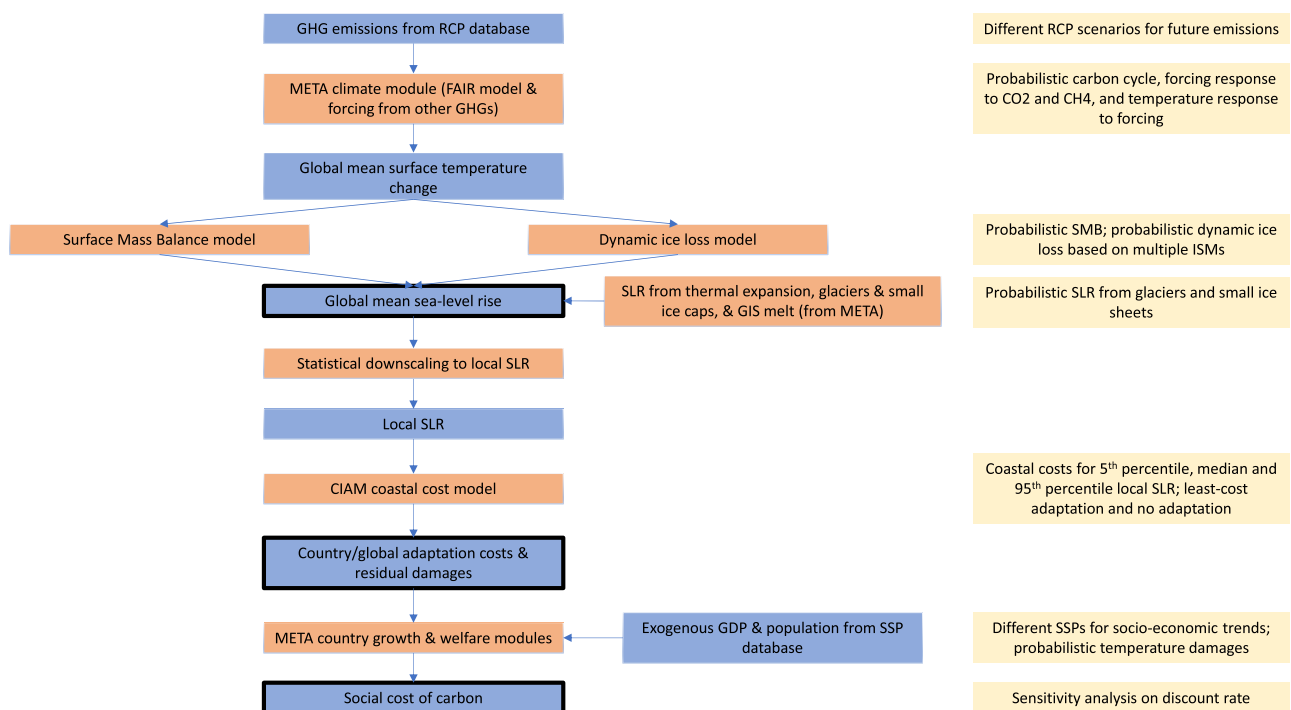 GHG emissions from RCP database
Different RCP scenarios for future emissions
META climate module (FAIR model &
forcing from other GHGs)
Probabilistic carbon cycle, forcing response
to CO2 and CH4, and temperature response
to forcing
Global mean surface temperature
change
Surface Mass Balance model
Dynamic ice loss model
Probabilistic SMB; probabilistic dynamic ice
loss based on multiple ISMs
Global mean sea-level rise
SLR from thermal expansion, glaciers & small
ice caps, & GIS melt (from META)
Probabilistic SLR from glaciers and small ice
sheets
Statistical downscaling to local SLR
Local SLR
CIAM coastal cost model
Coastal costs for 5th percentile, median and
95th percentile local SLR; least-cost
adaptation and no adaptation
Country/global adaptation costs &
residual damages
META country growth & welfare modules
Exogenous GDP & population from SSP
database
Different SSPs for socio-economic trends;
probabilistic temperature damages
Social cost of carbon
Sensitivity analysis on discount rate